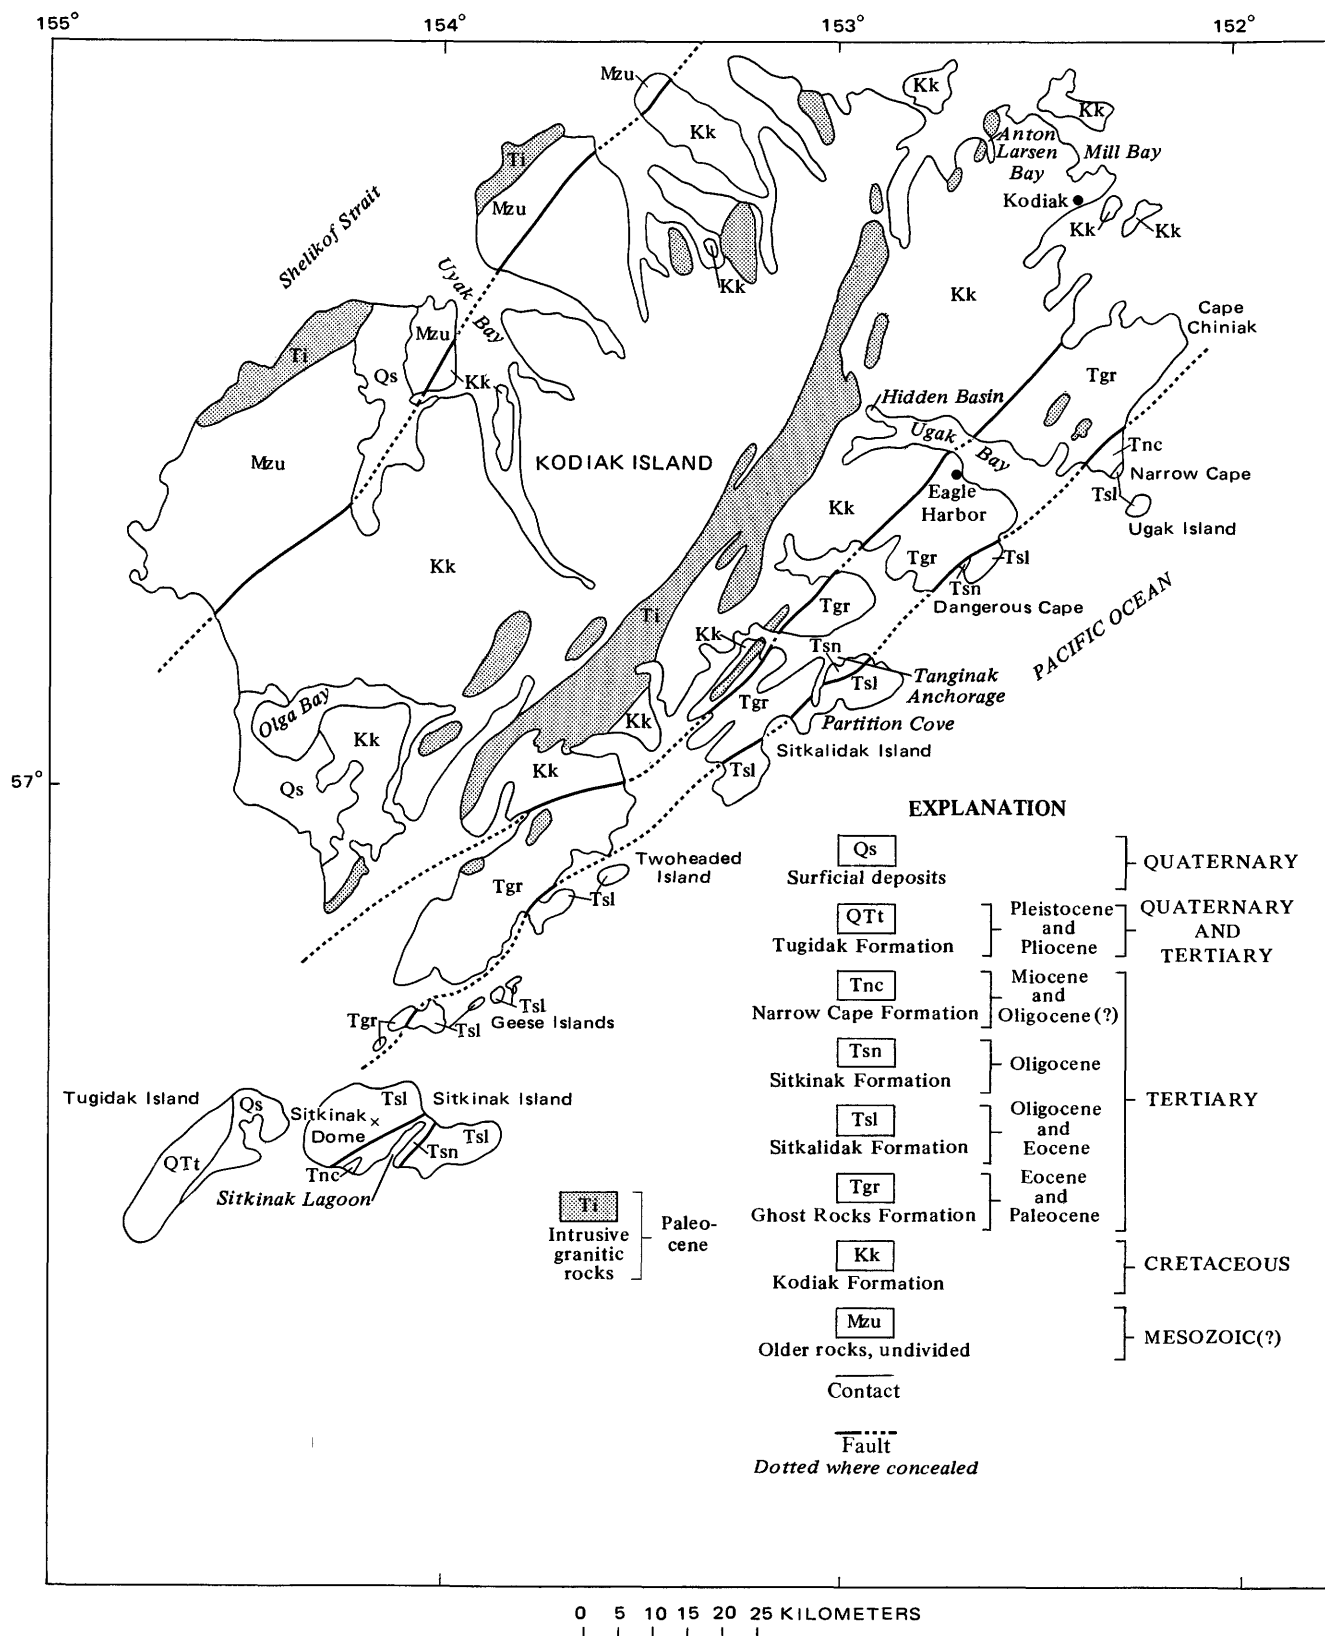 155° 154° 153° 152°
Mzu
Kk
Kk
Kk
Kk
Anton
Larsen
Bay
Mill Bay
Kodiak
Kk
Kk
Ti
Mzu
Shelikof Strait
Uyak
Bay
Kk
Kk
Cape
Chiniak
Mzu
Ti
Qs
Kk
Tgr
Hidden Basin
Ugak
Bay
Tnc
Narrow Cape
Tsl
Ugak Island
Mzu
KODIAK ISLAND
Eagle
Harbor
Kk
Kk
Tgr
Tsl
Tsn
Dangerous Cape
PACIFIC OCEAN
Ti
Tgr
Kk
Tsn
Tsl
Tanginak
Anchorage
Olga Bay
Tgr
Kk
Partition Cove
Sitkalidak Island
Kk
Kk
Tsl
57°
Qs
Twoheaded
Island
Tgr
Tsl
Tgr
Tsl
Tsl
Geese Islands
Tugidak Island
Qs
QTt
Sitkinak
Dome
Tsl
Sitkinak Island
Tsl
Tsn
Tnc
Sitkinak Lagoon
EXPLANATION
Qs
Surficial deposits
QUATERNARY
QTt
Tugidak Formation
Pleistocene
and
Pliocene
QUATERNARY
AND
TERTIARY
Tnc
Narrow Cape Formation
Miocene
and
Oligocene(?)
Tsn
Sitkinak Formation
Oligocene
TERTIARY
Tsl
Sitkalidak Formation
Oligocene
and
Eocene
Tgr
Ghost Rocks Formation
Eocene
and
Paleocene
Ti
Intrusive
granitic
rocks
Paleo-
cene
Kk
Kodiak Formation
CRETACEOUS
Mzu
Older rocks, undivided
MESOZOIC(?)
Contact
Fault
Dotted where concealed
0 5 10 15 20 25 KILOMETERS